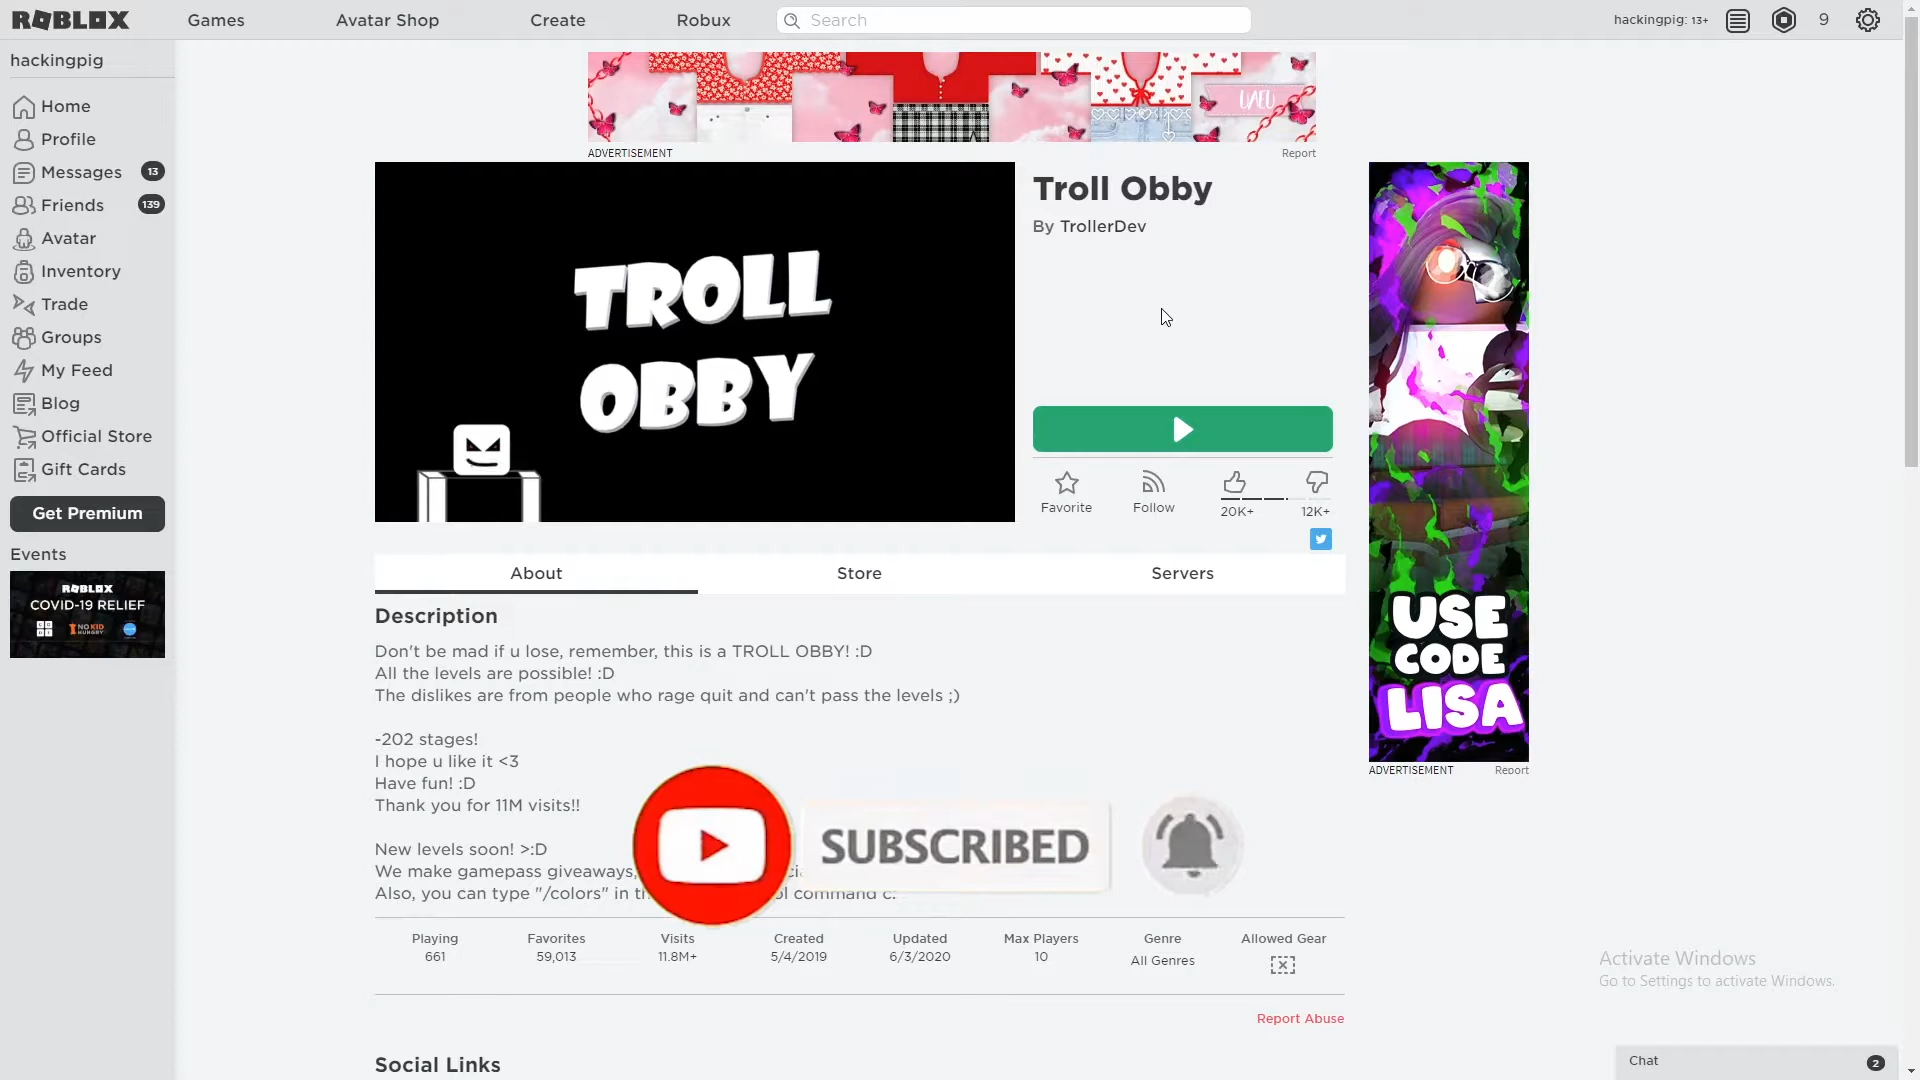 ROBLOX
Games
Avatar Shop
Create
Robux
Search
hackingpig: 13+
9
hackingpig
Home
Profile
Messages
13
Friends
139
Avatar
Inventory
Trade
Groups
My Feed
Blog
Official Store
Gift Cards
Get Premium
Events
ROBLOX
COVID-19 RELIEF
CODE
NO KID
HUNGRY
UAEU
ADVERTISEMENT
Report
TROLL
OBBY
Troll Obby
By TrollerDev
Favorite
Follow
20K+
12K+
USE
CODE
LISA
ADVERTISEMENT
Report
About
Store
Servers
Description
Don't be mad if u lose, remember, this is a TROLL OBBY! :D
All the levels are possible! :D
The dislikes are from people who rage quit and can't pass the levels ;)
-202 stages!
I hope u like it <3
Have fun! :D
Thank you for 11M visits!!
New levels soon! >:D
We make gamepass giveaways,
Also, you can type "/colors" in command c:
SUBSCRIBED
Playing
661
Favorites
59,013
Visits
11.8M+
Created
5/4/2019
Updated
6/3/2020
Max Players
10
Genre
All Genres
Allowed Gear
Report Abuse
Social Links
Activate Windows
Go to Settings to activate Windows.
Chat
2